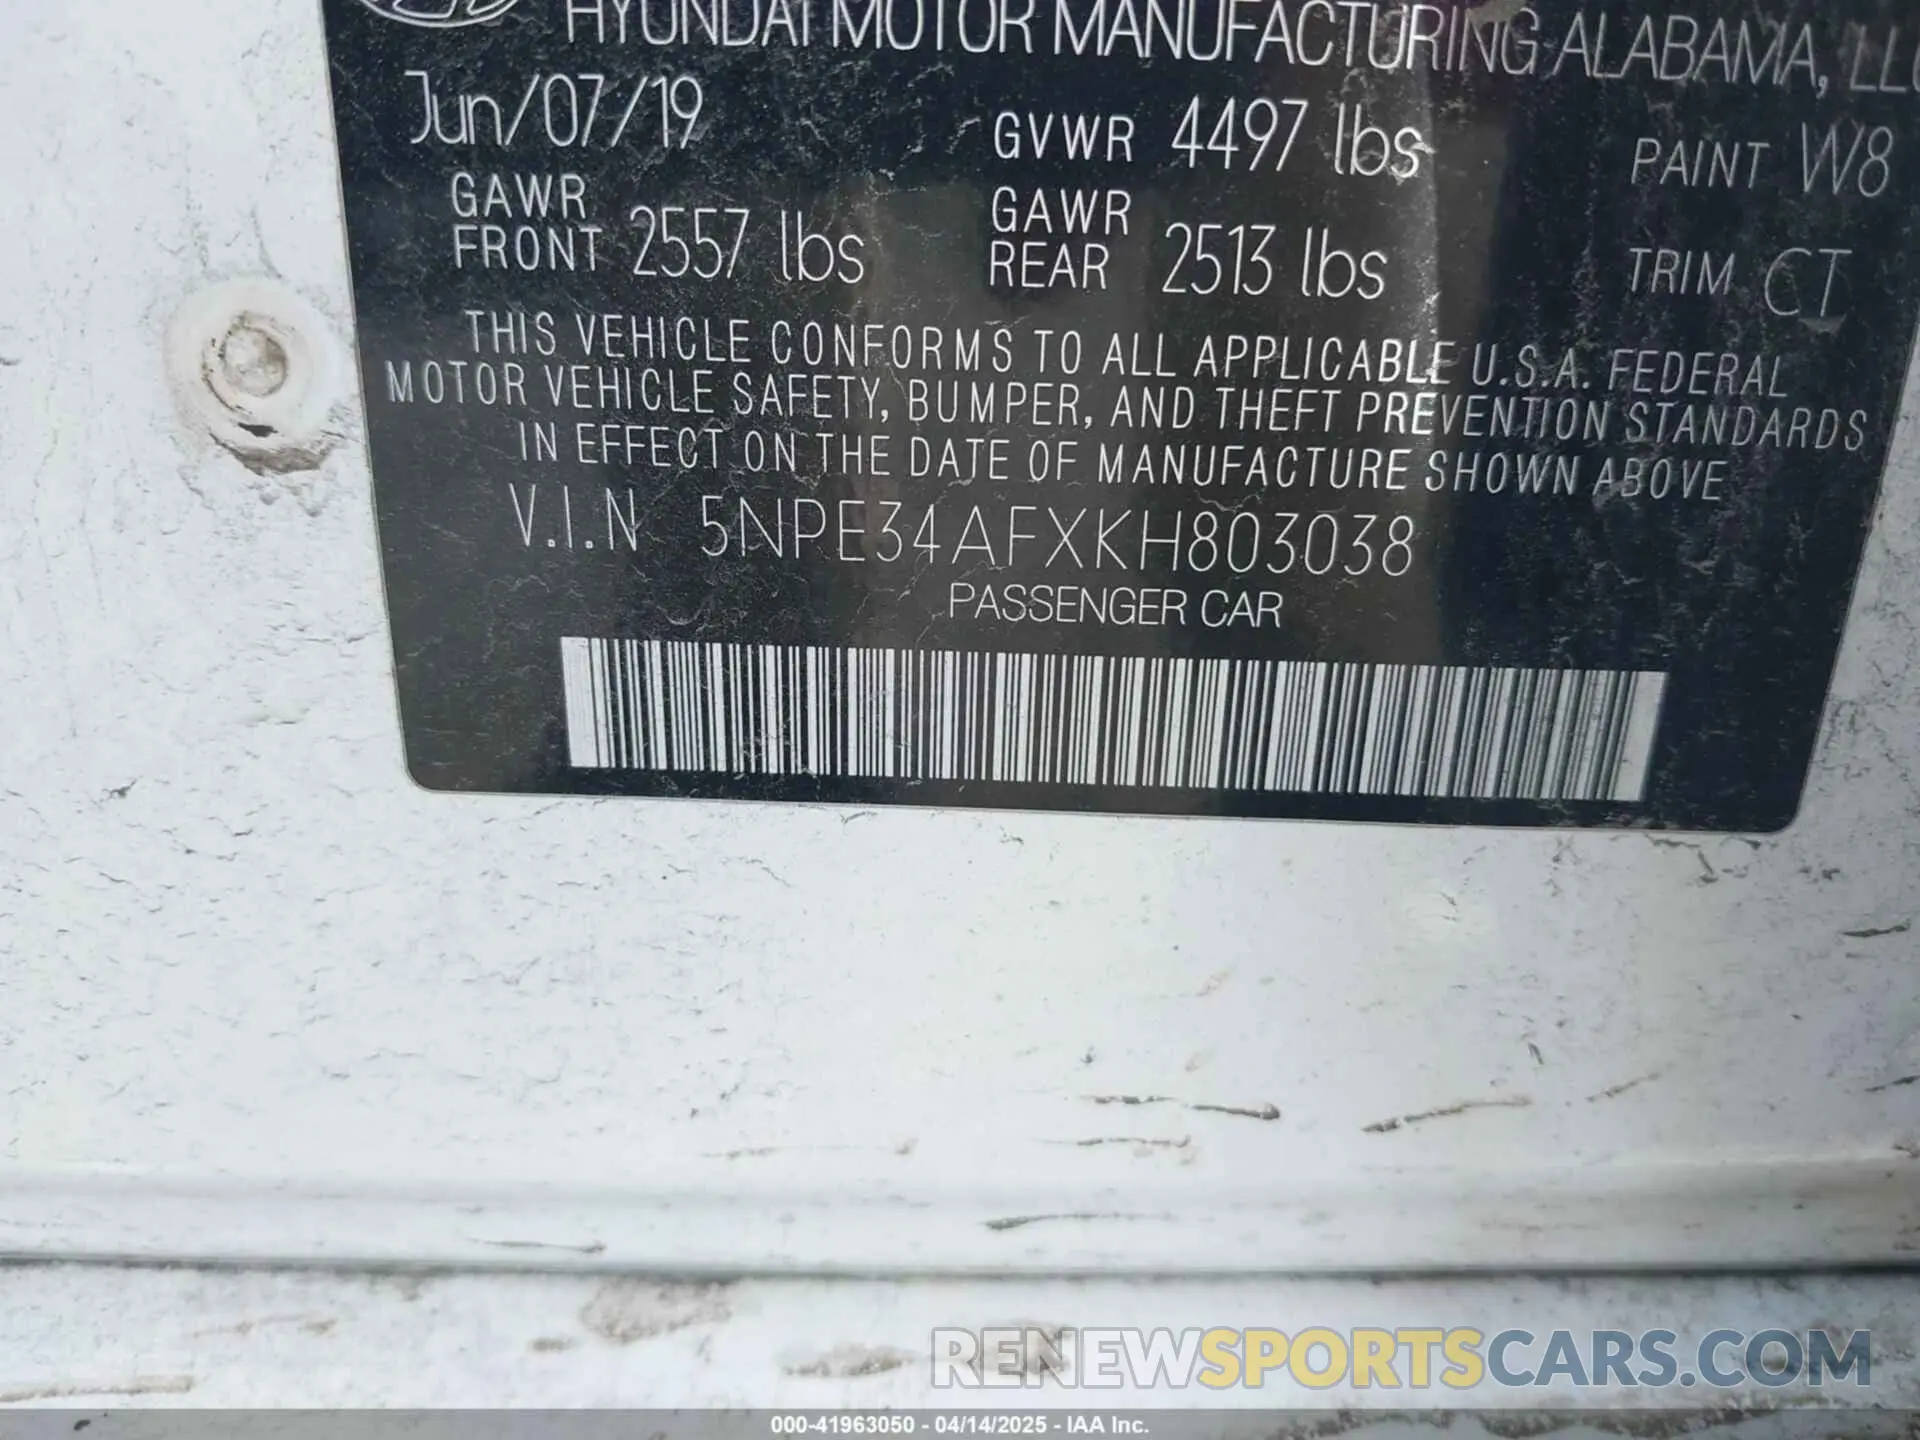 HYUNDAI MOTOR MANUFACTURING ALABAMA, LLC
Jun/07/19 GVWR 4497 lbs PAINT W8
GAWR FRONT 2557 lbs GAWR REAR 2513 lbs TRIM CT
THIS VEHICLE CONFORMS TO ALL APPLICABLE U.S.A. FEDERAL
MOTOR VEHICLE SAFETY, BUMPER, AND THEFT PREVENTION STANDARDS
IN EFFECT ON THE DATE OF MANUFACTURE SHOWN ABOVE
V.I.N 5NPE34AFXKH803038
PASSENGER CAR
RENEWSPORTSCARS.COM
000-41963050 - 04/14/2025 - IAA Inc.